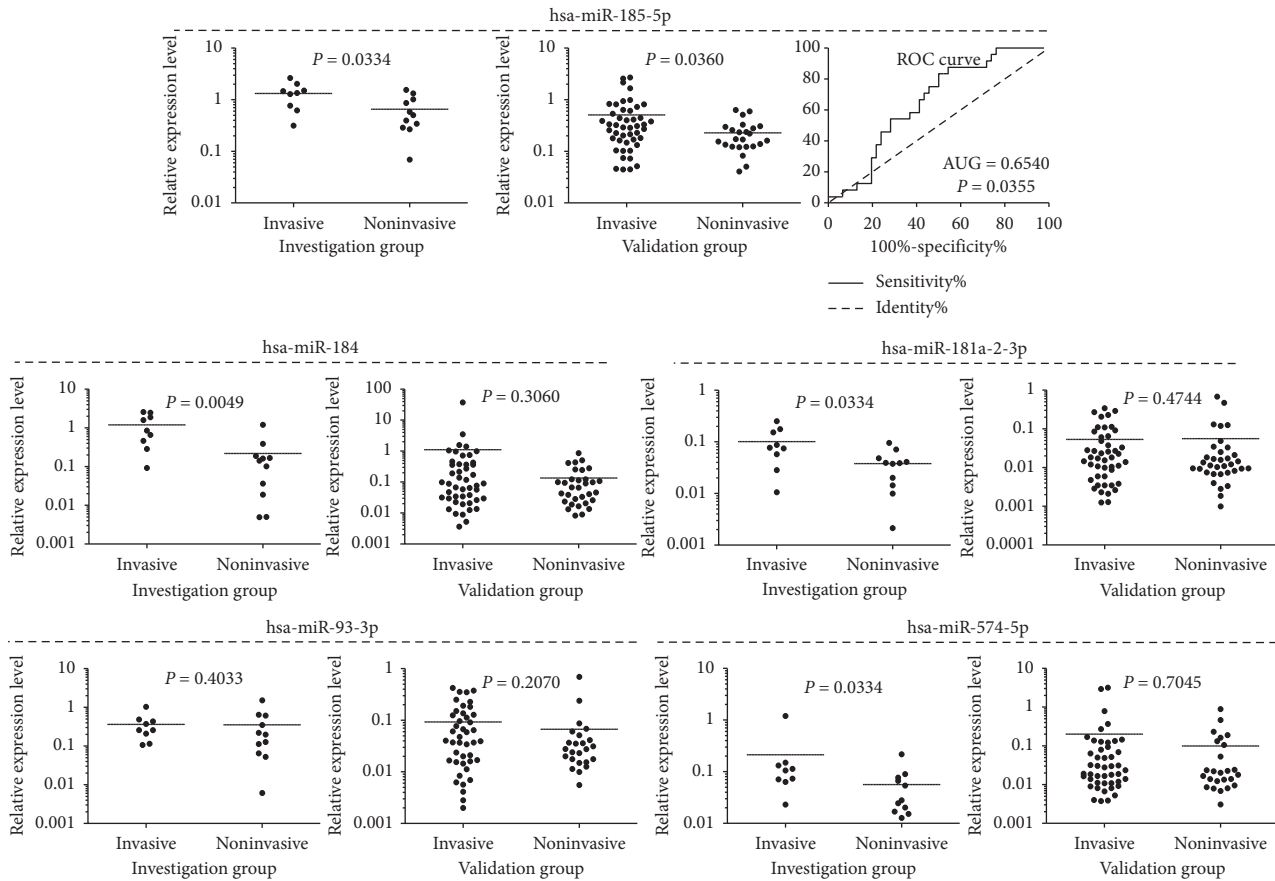 hsa-miR-185-5p
Relative expression level
10
1
0.1
0.01
P = 0.0334
Invasive Noninvasive
Investigation group
Relative expression level
10
1
0.1
0.01
P = 0.0360
Invasive Noninvasive
Validation group
100
80
60
40
20
0
ROC curve
AUG = 0.6540
P = 0.0355
0 20 40 60 80 100
100%-specificity%
Sensitivity%
Identity%
hsa-miR-184
Relative expression level
10
1
0.1
0.01
0.001
P = 0.0049
Invasive Noninvasive
Investigation group
Relative expression level
100
10
1
0.1
0.01
0.001
P = 0.3060
Invasive Noninvasive
Validation group
hsa-miR-181a-2-3p
Relative expression level
1
0.1
0.01
0.001
P = 0.0334
Invasive Noninvasive
Investigation group
Relative expression level
1
0.1
0.01
0.001
0.0001
P = 0.4744
Invasive Noninvasive
Validation group
hsa-miR-93-3p
Relative expression level
10
1
0.1
0.01
0.001
P = 0.4033
Invasive Noninvasive
Investigation group
Relative expression level
1
0.1
0.01
0.001
P = 0.2070
Invasive Noninvasive
Validation group
hsa-miR-574-5p
Relative expression level
10
1
0.1
0.01
P = 0.0334
Invasive Noninvasive
Investigation group
Relative expression level
10
1
0.1
0.01
0.001
P = 0.7045
Invasive Noninvasive
Validation group